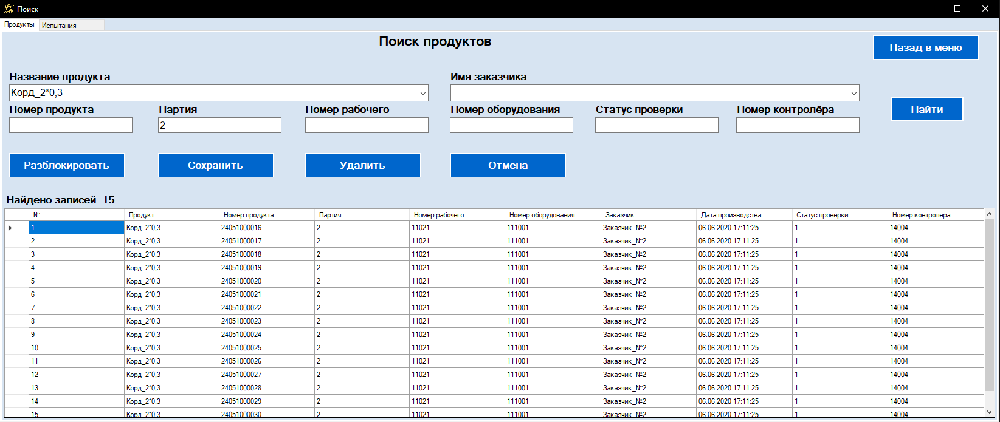 Поиск
Продукты Испытания
Поиск продуктов
Назад в меню
Название продукта Имя заказчика
Корд_2*0,3
Найти
Номер продукта Партия Номер рабочего Номер оборудования Статус проверки Номер контролёра
2
Разблокировать Сохранить Удалить Отмена
Найдено записей: 15
№ Продукт Номер продукта Партия Номер рабочего Номер оборудования Заказчик Дата производства Статус проверки Номер контролера
1 Корд_2*0,3 24051000016 2 11021 111001 Заказчик_№2 06.06.2020 17:11:25 1 14004
2 Корд_2*0,3 24051000017 2 11021 111001 Заказчик_№2 06.06.2020 17:11:25 1 14004
3 Корд_2*0,3 24051000018 2 11021 111001 Заказчик_№2 06.06.2020 17:11:25 1 14004
4 Корд_2*0,3 24051000019 2 11021 111001 Заказчик_№2 06.06.2020 17:11:25 1 14004
5 Корд_2*0,3 24051000020 2 11021 111001 Заказчик_№2 06.06.2020 17:11:25 1 14004
6 Корд_2*0,3 24051000021 2 11021 111001 Заказчик_№2 06.06.2020 17:11:25 1 14004
7 Корд_2*0,3 24051000022 2 11021 111001 Заказчик_№2 06.06.2020 17:11:25 1 14004
8 Корд_2*0,3 24051000023 2 11021 111001 Заказчик_№2 06.06.2020 17:11:25 1 14004
9 Корд_2*0,3 24051000024 2 11021 111001 Заказчик_№2 06.06.2020 17:11:25 1 14004
10 Корд_2*0,3 24051000025 2 11021 111001 Заказчик_№2 06.06.2020 17:11:25 1 14004
11 Корд_2*0,3 24051000026 2 11021 111001 Заказчик_№2 06.06.2020 17:11:25 1 14004
12 Корд_2*0,3 24051000027 2 11021 111001 Заказчик_№2 06.06.2020 17:11:25 1 14004
13 Корд_2*0,3 24051000028 2 11021 111001 Заказчик_№2 06.06.2020 17:11:25 1 14004
14 Корд_2*0,3 24051000029 2 11021 111001 Заказчик_№2 06.06.2020 17:11:25 1 14004
15 Корд_2*0,3 24051000030 2 11021 111001 Заказчик_№2 06.06.2020 17:11:25 1 14004